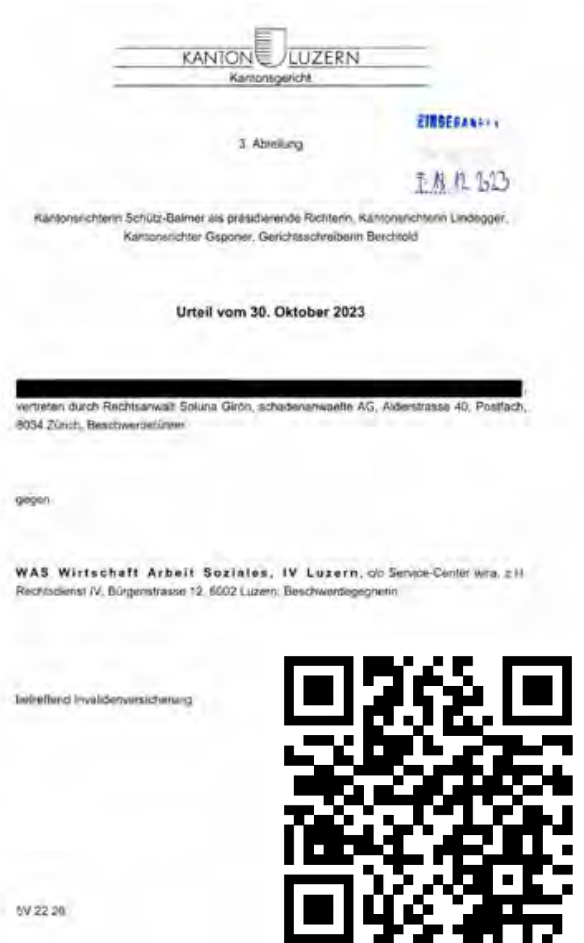 KANTON LUZERN
Kantonsgericht
3. Abteilung
Kantonsrichterin Schütz-Balmer als präsidierende Richterin, Kantonsrichterin Lindegger,
Kantonsrichter Gsponer, Gerichtsschreiberin Berchtold
Urteil vom 30. Oktober 2023
vertreten durch Rechtsanwalt Soluna Girón, schadenanwaelte AG, Alderstrasse 40, Postfach,
8034 Zürich, Beschwerdeführer
gegen
WAS Wirtschaft Arbeit Soziales, IV Luzern, c/o Service-Center wira, z.H.
Rechtsdienst IV, Bürgenstrasse 12, 6002 Luzern, Beschwerdegegnerin
betreffend Invalidenversicherung
5V 22 26